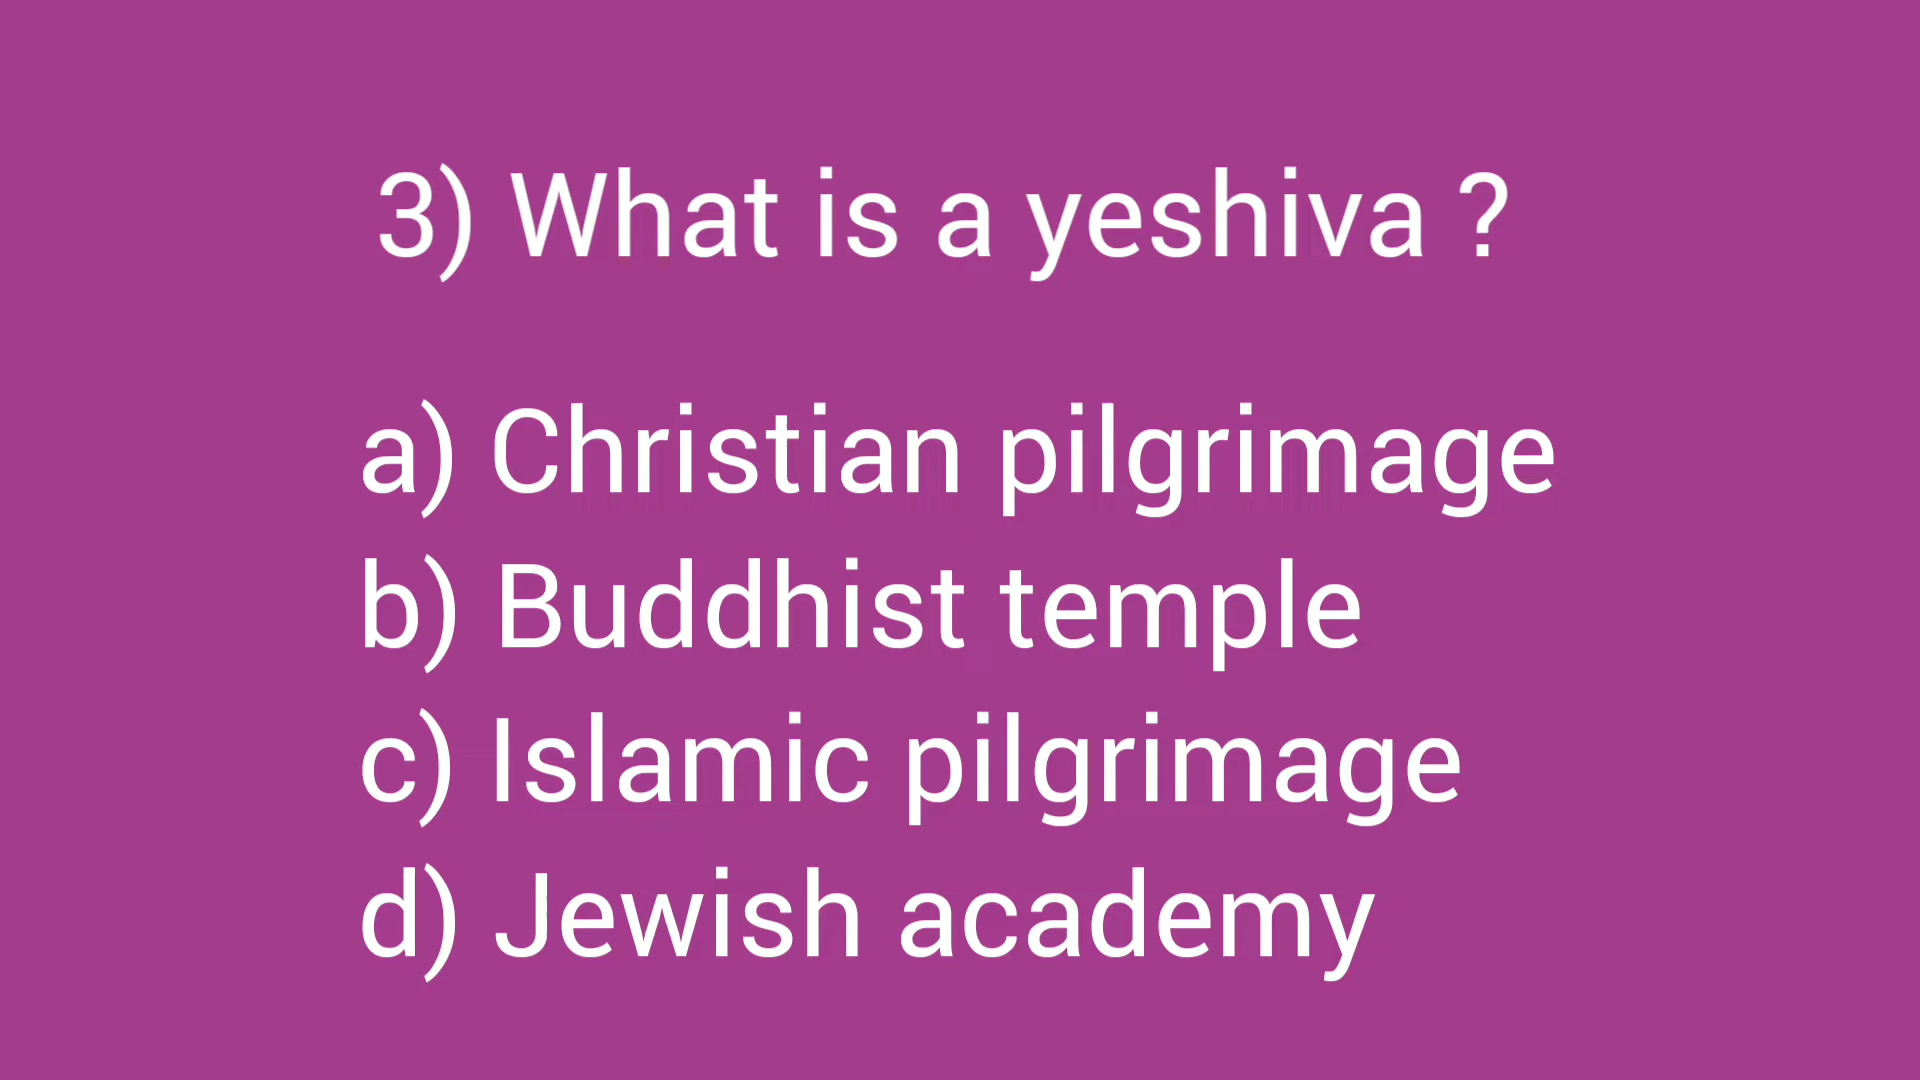 3) What is a yeshiva ?
a) Christian pilgrimage
b) Buddhist temple
c) Islamic pilgrimage
d) Jewish academy